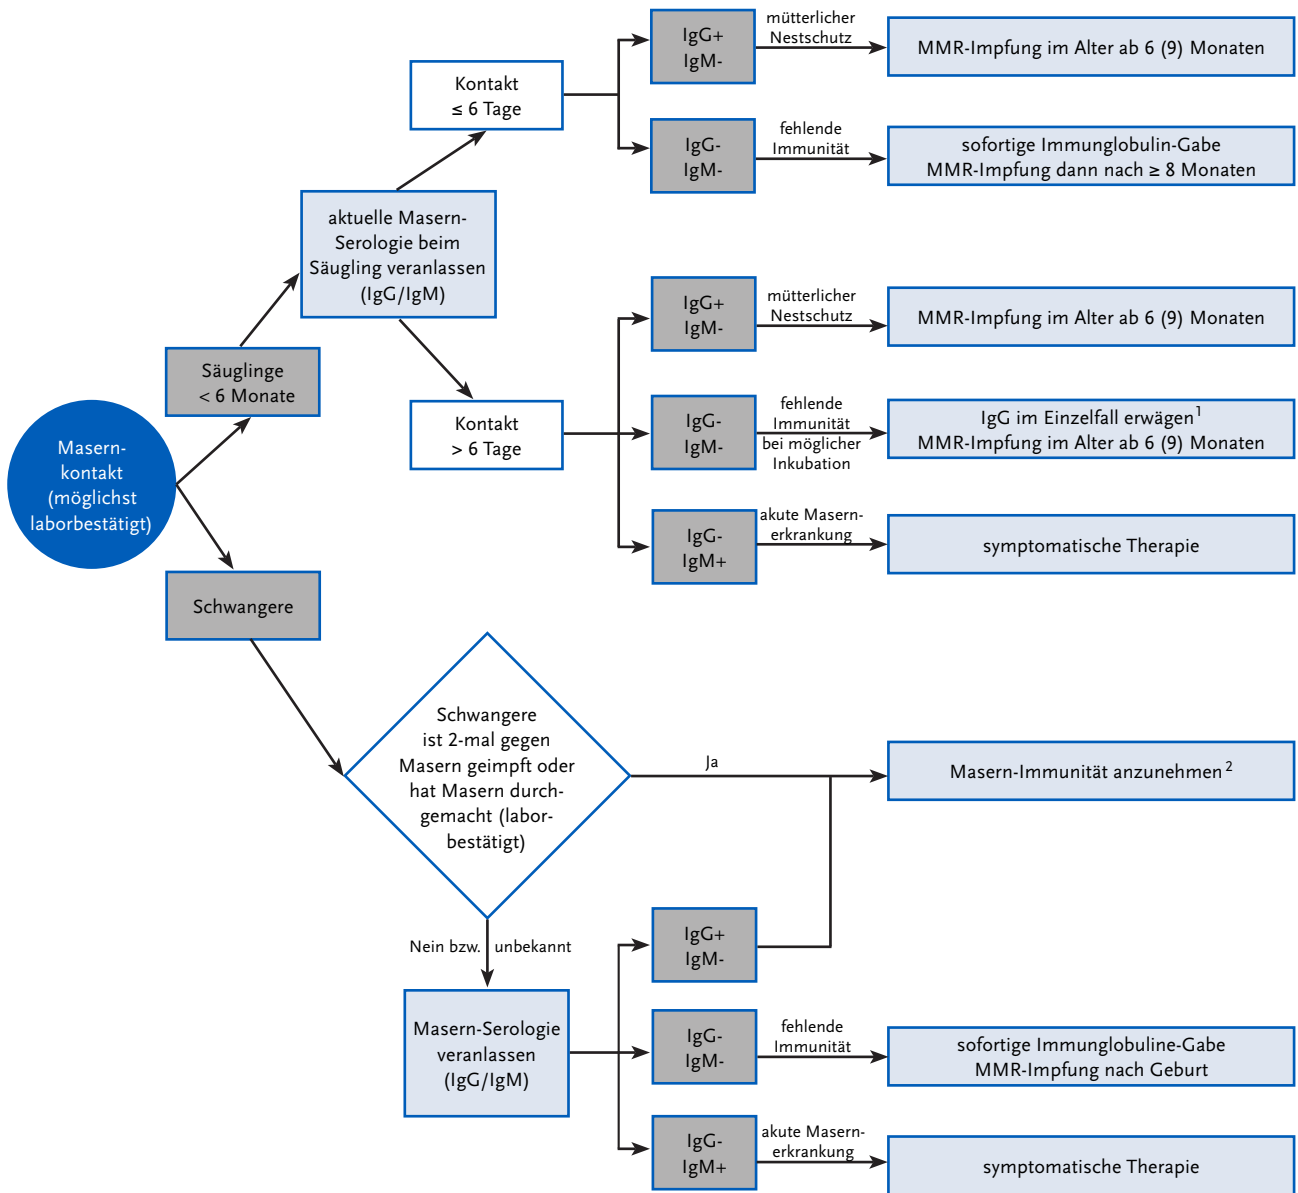 Masern-
kontakt
(möglichst
laborbestätigt)
Säuglinge
< 6 Monate
aktuelle Masern-
Serologie beim
Säugling veranlassen
(IgG/IgM)
Kontakt
≤ 6 Tage
IgG+
IgM-
mütterlicher
Nestschutz
MMR-Impfung im Alter ab 6 (9) Monaten
IgG-
IgM-
fehlende
Immunität
sofortige Immunglobulin-Gabe
MMR-Impfung dann nach ≥ 8 Monaten
Kontakt
> 6 Tage
IgG+
IgM-
mütterlicher
Nestschutz
MMR-Impfung im Alter ab 6 (9) Monaten
IgG-
IgM-
fehlende
Immunität
bei möglicher
Inkubation
IgG im Einzelfall erwägen¹
MMR-Impfung im Alter ab 6 (9) Monaten
IgG-
IgM+
akute Masern-
erkrankung
symptomatische Therapie
Schwangere
Schwangere
ist 2-mal gegen
Masern geimpft oder
hat Masern durch-
gemacht (labor-
bestätigt)
Ja
Masern-Immunität anzunehmen²
Nein bzw. unbekannt
Masern-Serologie
veranlassen
(IgG/IgM)
IgG+
IgM-
IgG-
IgM-
fehlende
Immunität
sofortige Immunglobuline-Gabe
MMR-Impfung nach Geburt
IgG-
IgM+
akute Masern-
erkrankung
symptomatische Therapie